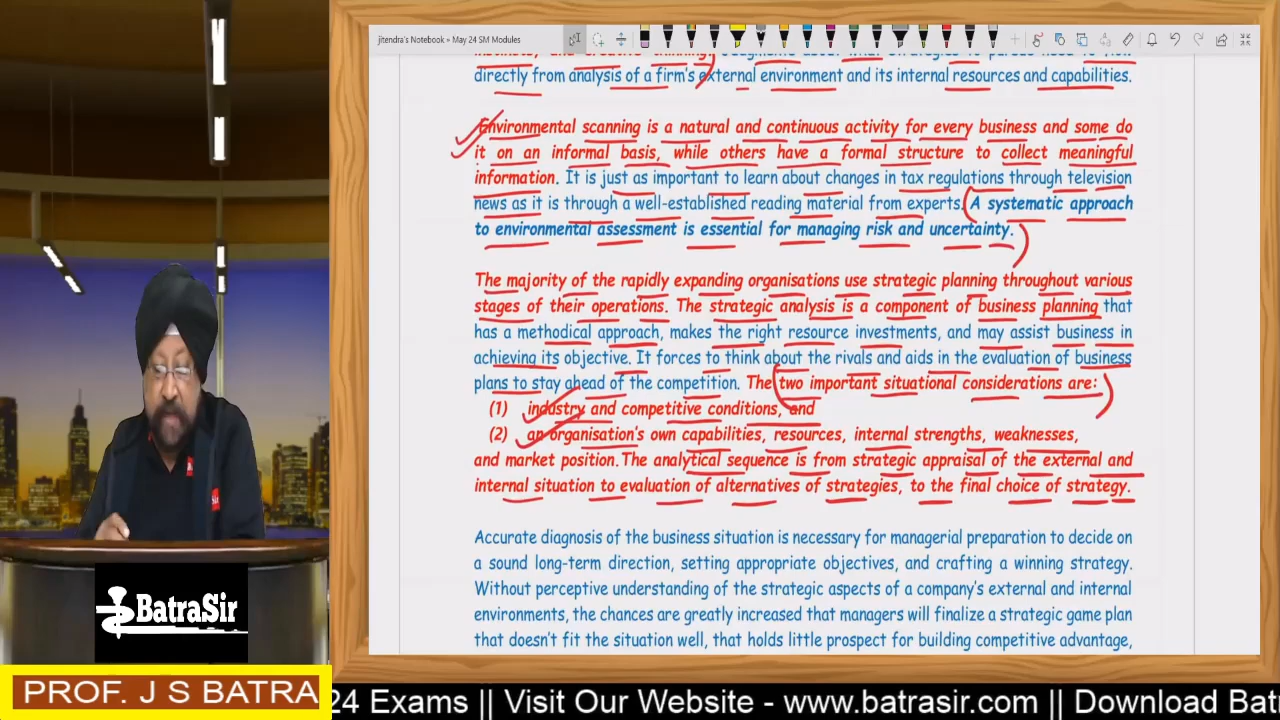 jitendra's Notebook » May 24 SM Modules
directly from analysis of a firm's external environment and its internal resources and capabilities.
Environmental scanning is a natural and continuous activity for every business and some do
it on an informal basis, while others have a formal structure to collect meaningful
information. It is just as important to learn about changes in tax regulations through television
news as it is through a well-established reading material from experts. A systematic approach
to environmental assessment is essential for managing risk and uncertainty.
The majority of the rapidly expanding organisations use strategic planning throughout various
stages of their operations. The strategic analysis is a component of business planning that
has a methodical approach, makes the right resource investments, and may assist business in
achieving its objective. It forces to think about the rivals and aids in the evaluation of business
plans to stay ahead of the competition. The two important situational considerations are:
(1) industry and competitive conditions, and
(2) an organisation's own capabilities, resources, internal strengths, weaknesses,
and market position. The analytical sequence is from strategic appraisal of the external and
internal situation to evaluation of alternatives of strategies, to the final choice of strategy.
Accurate diagnosis of the business situation is necessary for managerial preparation to decide on
a sound long-term direction, setting appropriate objectives, and crafting a winning strategy.
Without perceptive understanding of the strategic aspects of a company's external and internal
environments, the chances are greatly increased that managers will finalize a strategic game plan
that doesn't fit the situation well, that holds little prospect for building competitive advantage,
BatraSir
PROF. J S BATRA
24 Exams || Visit Our Website - www.batrasir.com || Download Bat